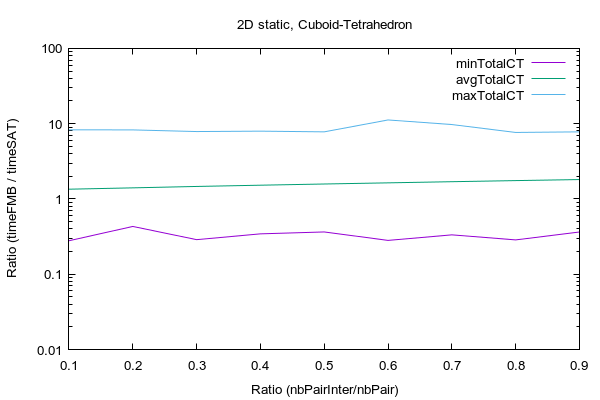 2D static, Cuboid-Tetrahedron
minTotalCT
avgTotalCT
maxTotalCT
100
10
1
0.1
0.01
Ratio (timeFMB / timeSAT)
0.1 0.2 0.3 0.4 0.5 0.6 0.7 0.8 0.9
Ratio (nbPairInter/nbPair)